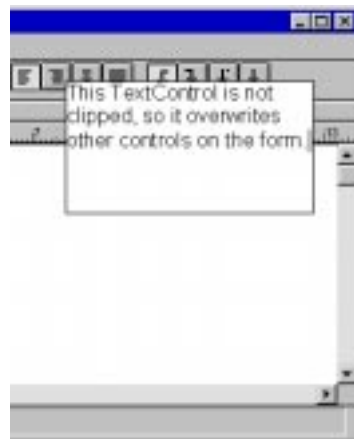 This TextControl is not
clipped, so it overwrites
other controls on the form.